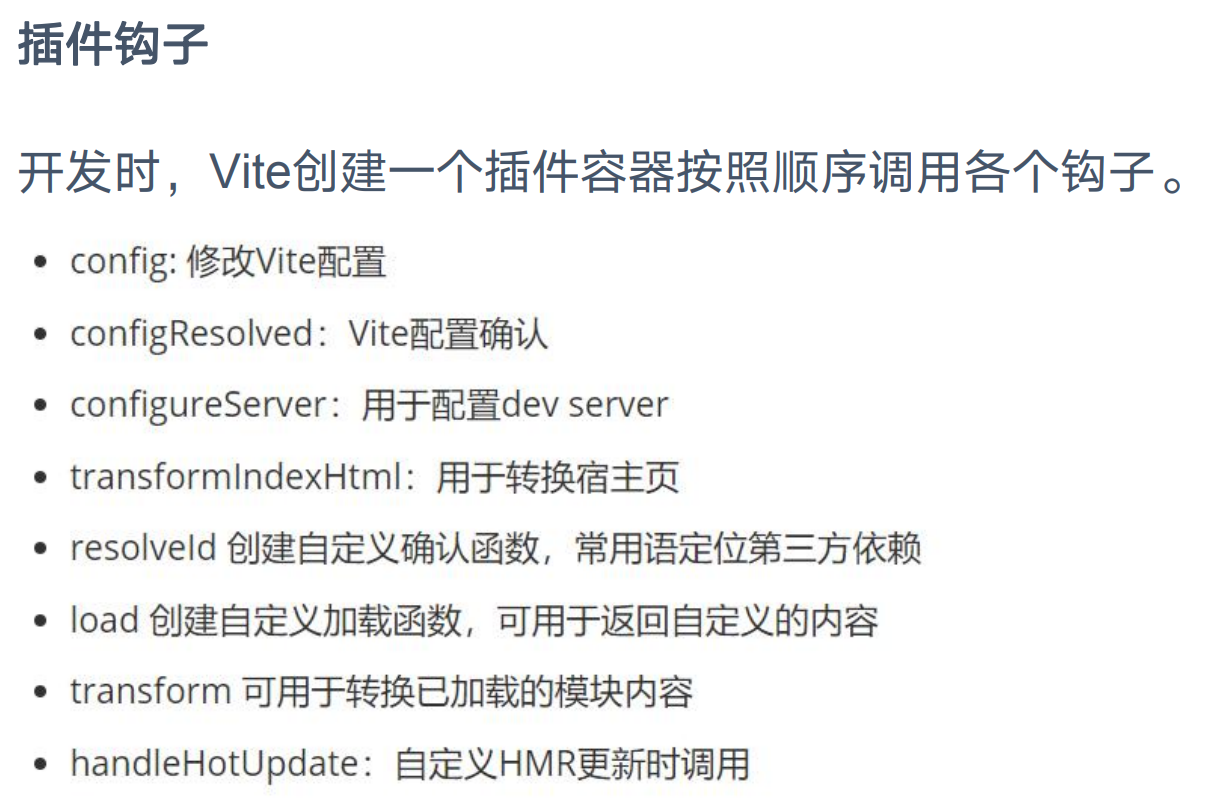 插件钩子
开发时，Vite创建一个插件容器按照顺序调用各个钩子。
• config: 修改Vite配置
• configResolved：Vite配置确认
• configureServer：用于配置dev server
• transformIndexHtml：用于转换宿主页
• resolveId 创建自定义确认函数，常用语定位第三方依赖
• load 创建自定义加载函数，可用于返回自定义的内容
• transform 可用于转换已加载的模块内容
• handleHotUpdate：自定义HMR更新时调用